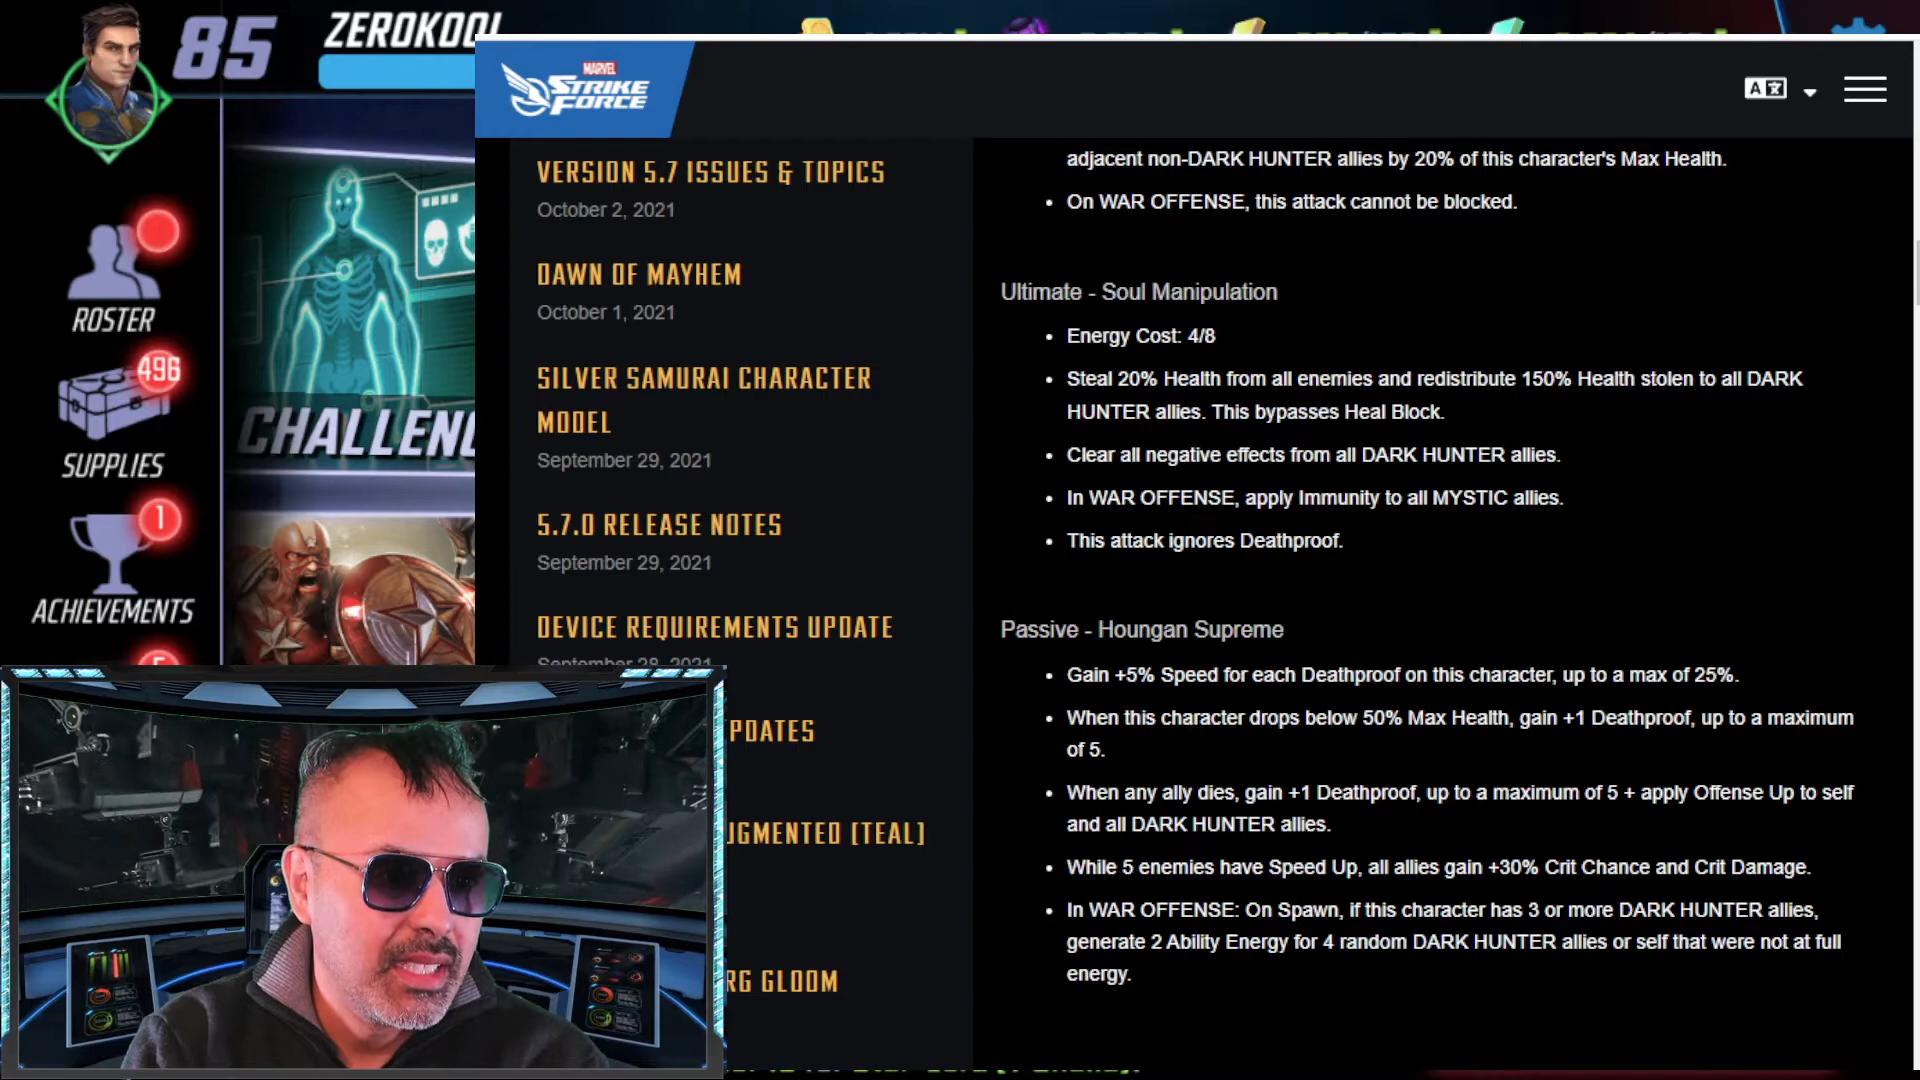 85
ZEROKOOL
MARVEL
STRIKE
FORCE
A
ROSTER
496
SUPPLIES
1
ACHIEVEMENTS
5
CHALLENG
VERSION 5.7 ISSUES & TOPICS
October 2, 2021
DAWN OF MAYHEM
October 1, 2021
SILVER SAMURAI CHARACTER
MODEL
September 29, 2021
5.7.0 RELEASE NOTES
September 29, 2021
DEVICE REQUIREMENTS UPDATE
September 28, 2021
PDATES
UGMENTED [TEAL]
RG GLOOM
adjacent non-DARK HUNTER allies by 20% of this character's Max Health.
• On WAR OFFENSE, this attack cannot be blocked.
Ultimate - Soul Manipulation
• Energy Cost: 4/8
• Steal 20% Health from all enemies and redistribute 150% Health stolen to all DARK
HUNTER allies. This bypasses Heal Block.
• Clear all negative effects from all DARK HUNTER allies.
• In WAR OFFENSE, apply Immunity to all MYSTIC allies.
• This attack ignores Deathproof.
Passive - Houngan Supreme
• Gain +5% Speed for each Deathproof on this character, up to a max of 25%.
• When this character drops below 50% Max Health, gain +1 Deathproof, up to a maximum
of 5.
• When any ally dies, gain +1 Deathproof, up to a maximum of 5 + apply Offense Up to self
and all DARK HUNTER allies.
• While 5 enemies have Speed Up, all allies gain +30% Crit Chance and Crit Damage.
• In WAR OFFENSE: On Spawn, if this character has 3 or more DARK HUNTER allies,
generate 2 Ability Energy for 4 random DARK HUNTER allies or self that were not at full
energy.